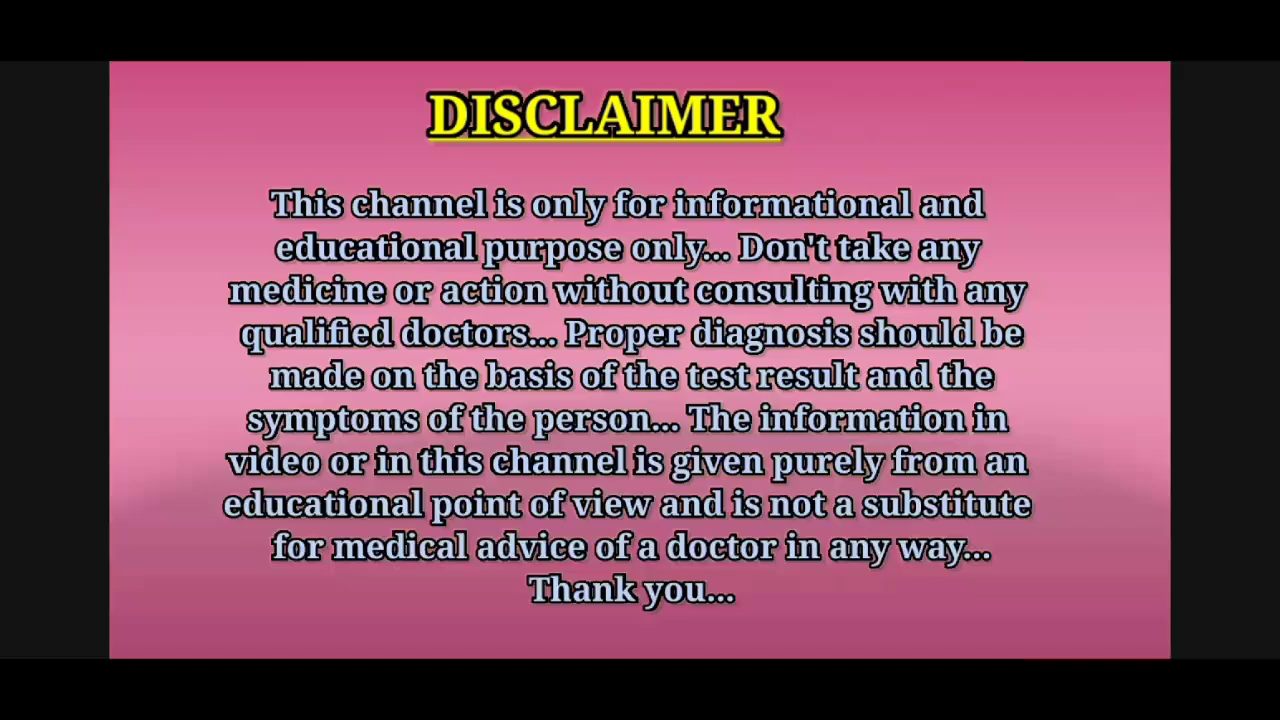 DISCLAIMER
This channel is only for informational and
educational purpose only... Don't take any
medicine or action without consulting with any
qualified doctors... Proper diagnosis should be
made on the basis of the test result and the
symptoms of the person... The information in
video or in this channel is given purely from an
educational point of view and is not a substitute
for medical advice of a doctor in any way...
Thank you...